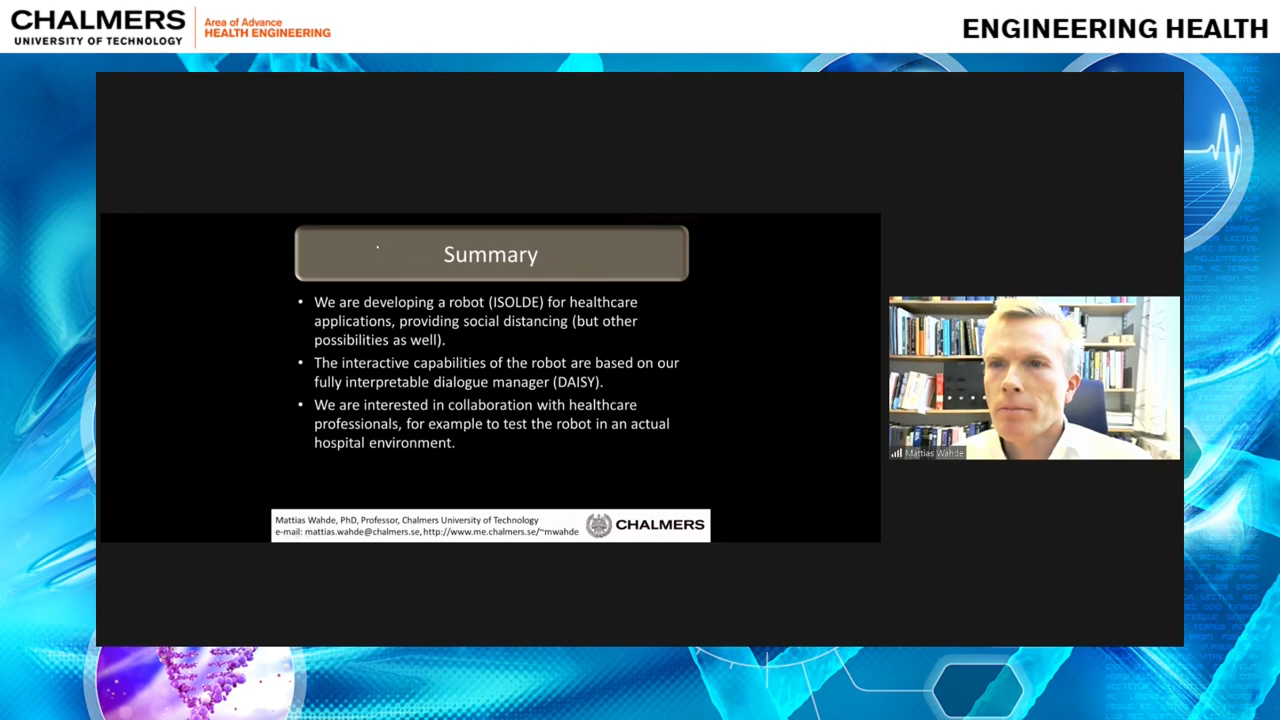 CHALMERS
UNIVERSITY OF TECHNOLOGY
Area of Advance
HEALTH ENGINEERING
ENGINEERING HEALTH
Summary
• We are developing a robot (ISOLDE) for healthcare
applications, providing social distancing (but other
possibilities as well).
• The interactive capabilities of the robot are based on our
fully interpretable dialogue manager (DAISY).
• We are interested in collaboration with healthcare
professionals, for example to test the robot in an actual
hospital environment.
Mattias Wahde, PhD, Professor, Chalmers University of Technology
e-mail: mattias.wahde@chalmers.se, http://www.me.chalmers.se/~mwahde
CHALMERS
Mattias Wahde